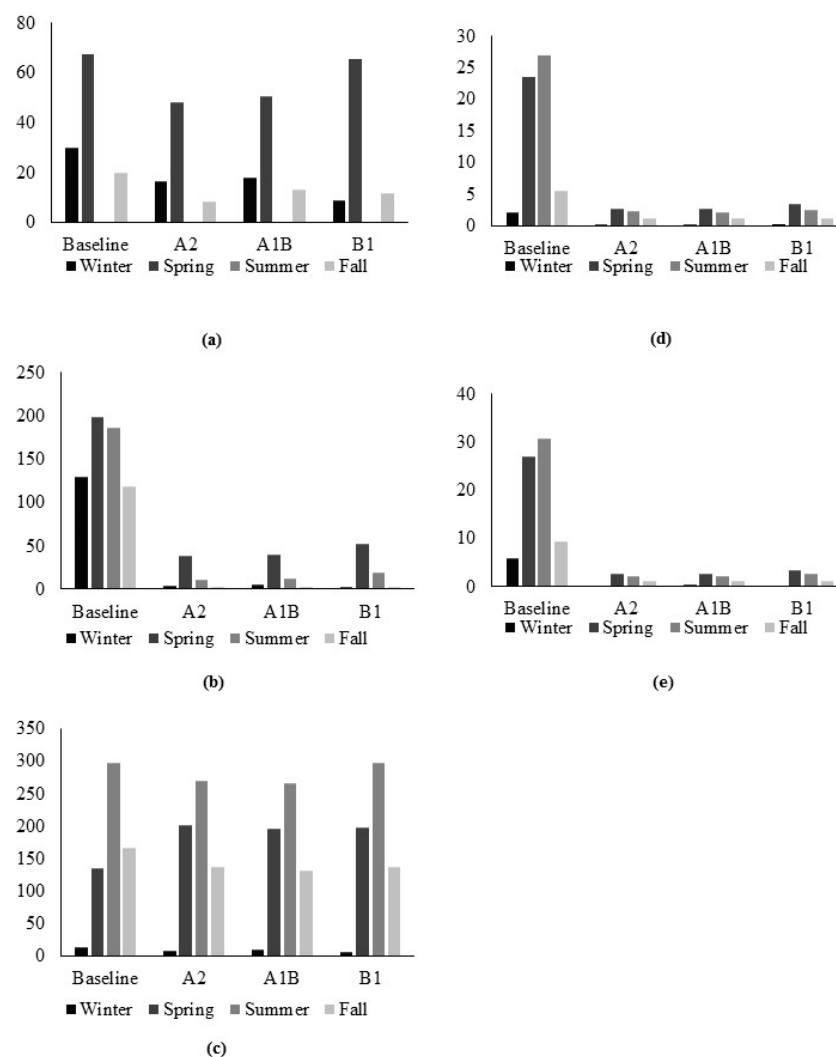 80
60
40
20
0
Baseline A2 A1B B1
Winter Spring Summer Fall
(a)
30
25
20
15
10
5
0
Baseline A2 A1B B1
Winter Spring Summer Fall
(d)
250
200
150
100
50
0
Baseline A2 A1B B1
Winter Spring Summer Fall
(b)
40
30
20
10
0
Baseline A2 A1B B1
Winter Spring Summer Fall
(e)
350
300
250
200
150
100
50
0
Baseline A2 A1B B1
Winter Spring Summer Fall
(c)